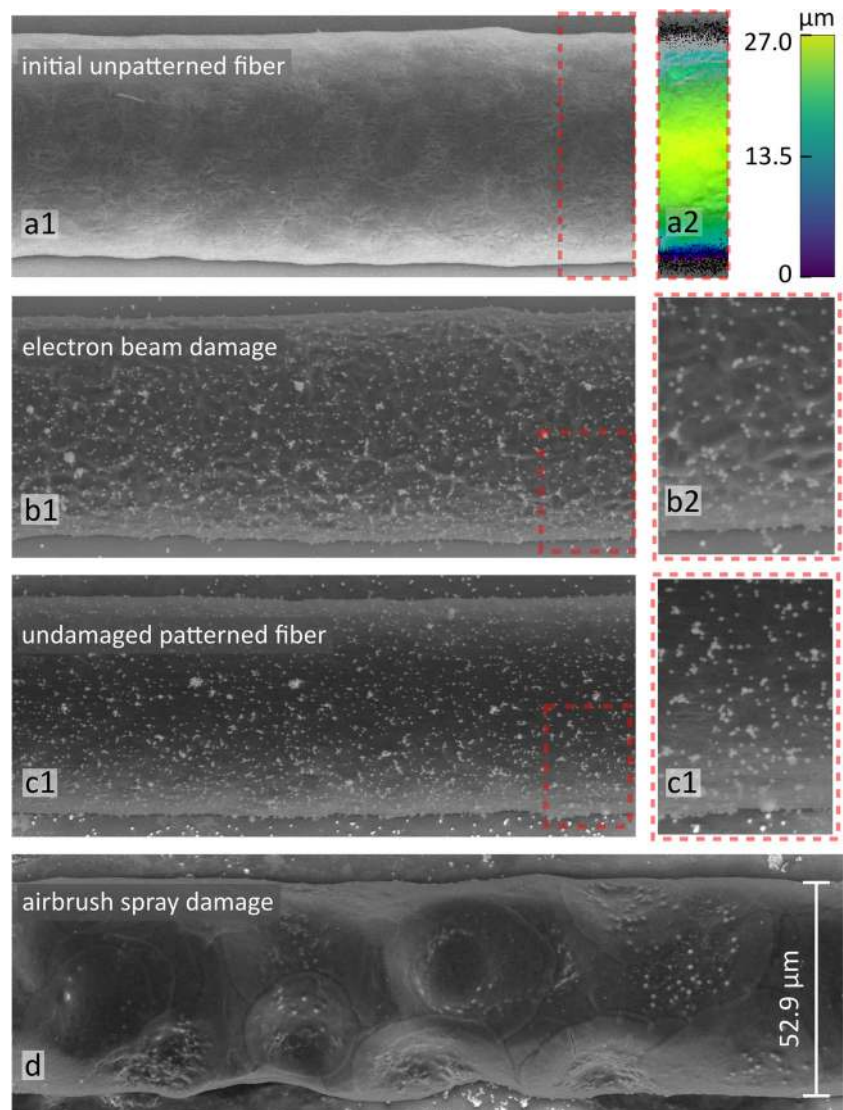 initial unpatterned fiber
a1
a2
µm
27.0
13.5
0
electron beam damage
b1
b2
undamaged patterned fiber
c1
c1
airbrush spray damage
d
52.9 µm